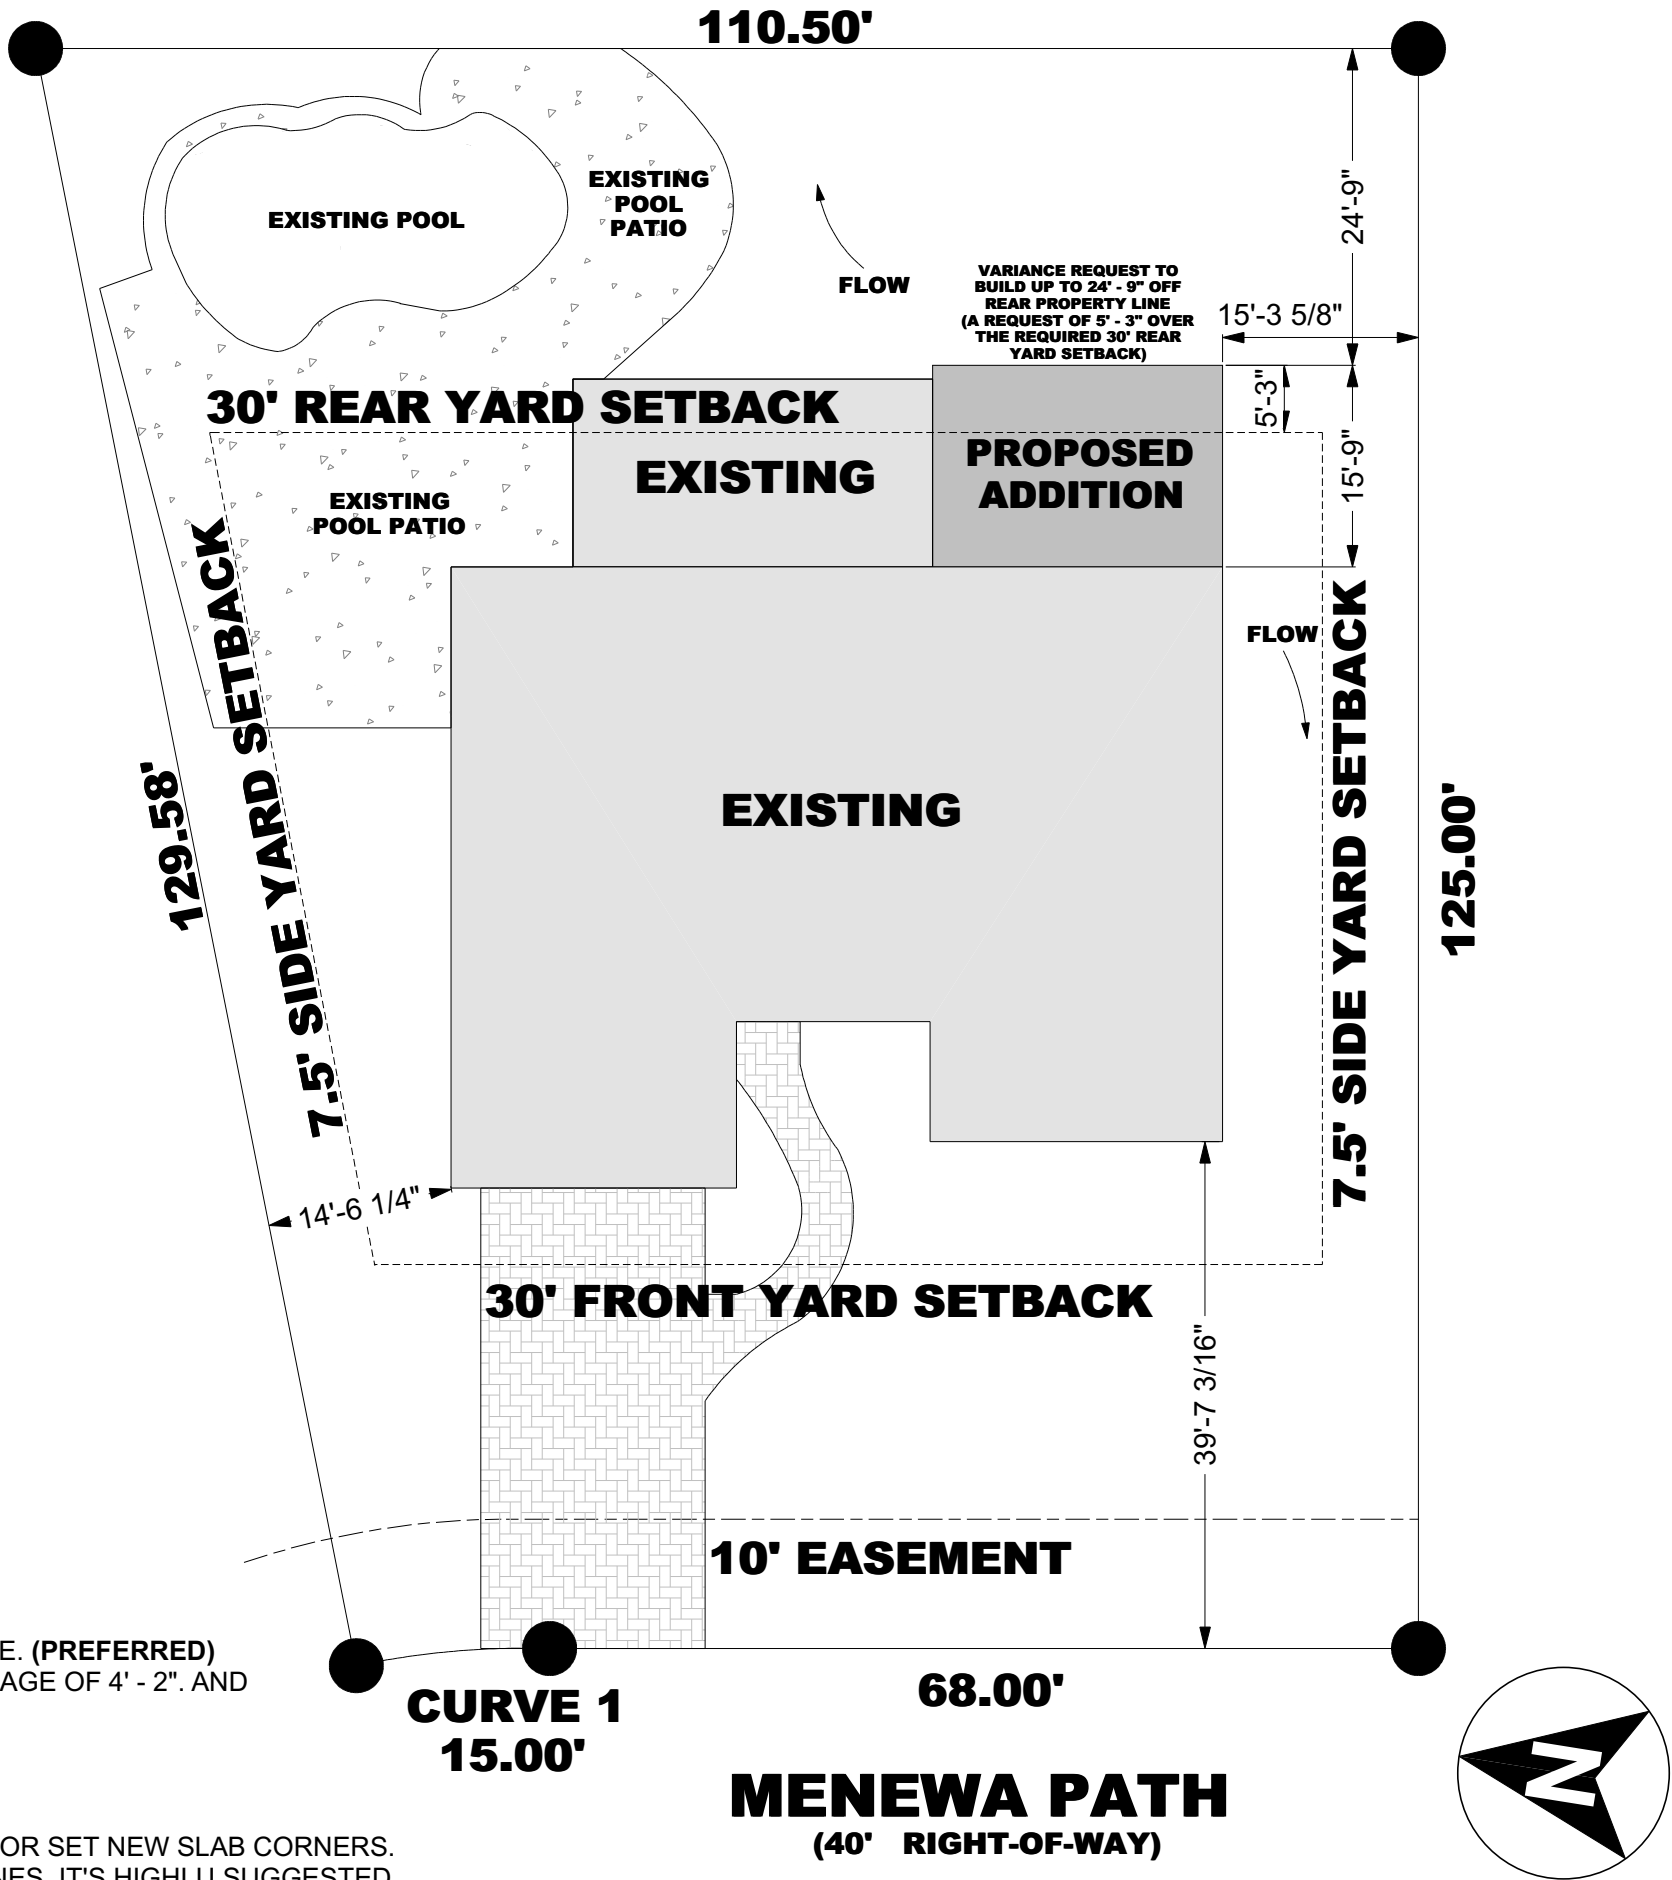 110.50'
EXISTING POOL
EXISTING
POOL
PATIO
FLOW
VARIANCE REQUEST TO
BUILD UP TO 24' - 9" OFF
REAR PROPERTY LINE
(A REQUEST OF 5' - 3" OVER
THE REQUIRED 30' REAR
YARD SETBACK)
24'-9"
15'-3 5/8"
5'-3"
15'-9"
30' REAR YARD SETBACK
EXISTING
PROPOSED
ADDITION
EXISTING
POOL PATIO
FLOW
7.5' SIDE YARD SETBACK
129.58'
EXISTING
7.5' SIDE YARD SETBACK
125.00'
14'-6 1/4"
30' FRONT YARD SETBACK
39'-7 3/16"
10' EASEMENT
E. (PREFERRED)
AGE OF 4' - 2". AND
CURVE 1
15.00'
68.00'
MENEWA PATH
(40' RIGHT-OF-WAY)
N
OR SET NEW SLAB CORNERS.
NES. IT'S HIGHLU SUGGESTED